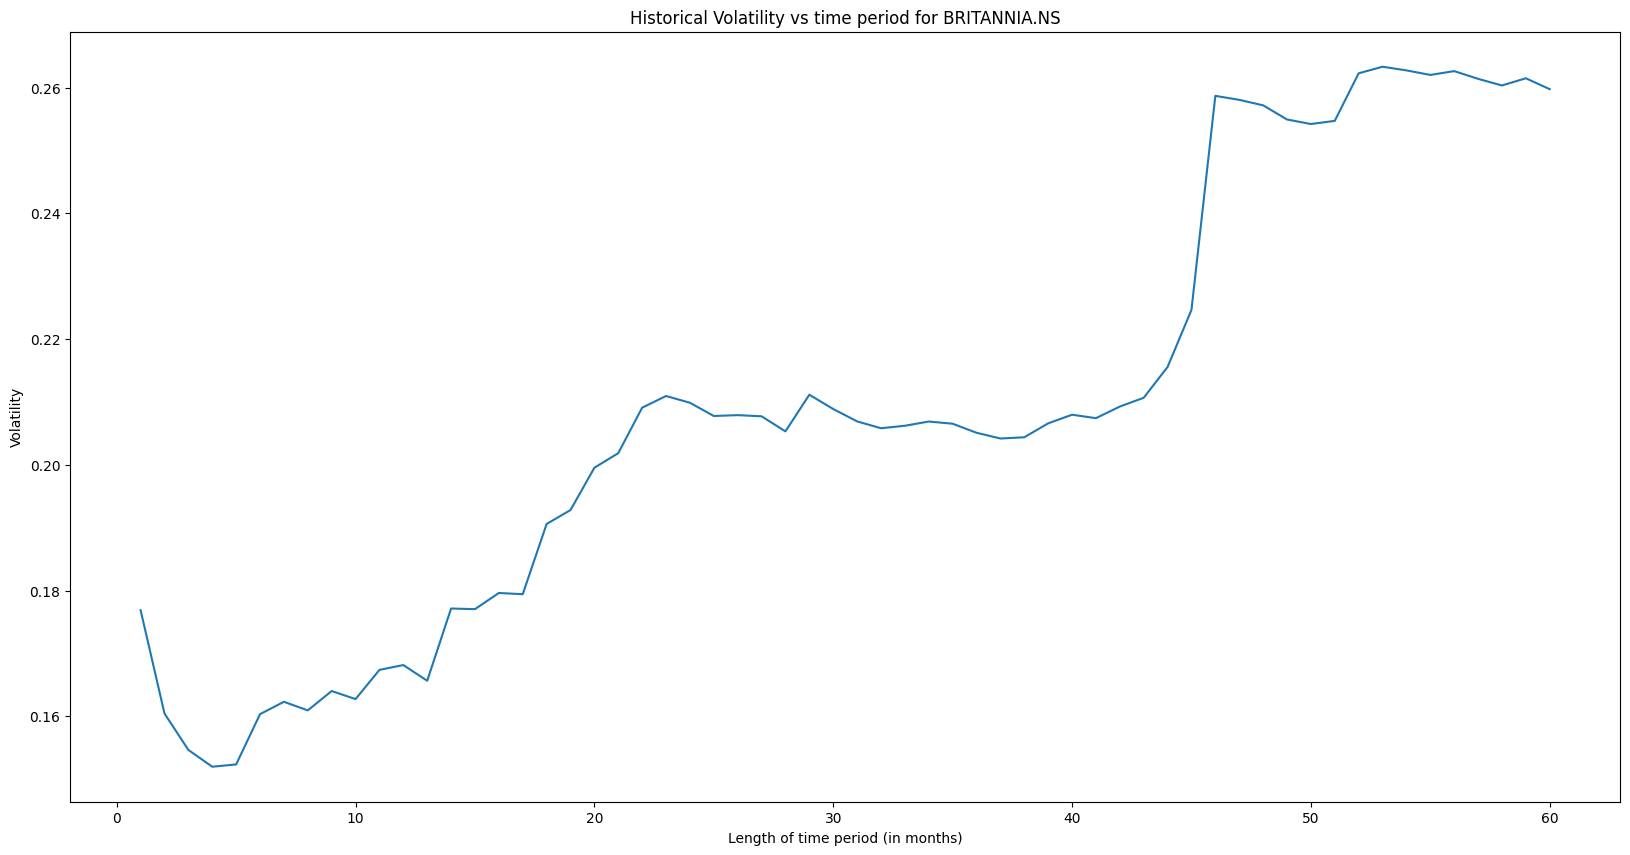 Historical Volatility vs time period for BRITANNIA.NS
0.26
0.24
0.22
0.20
0.18
0.16
Volatility
0 10 20 30 40 50 60
Length of time period (in months)